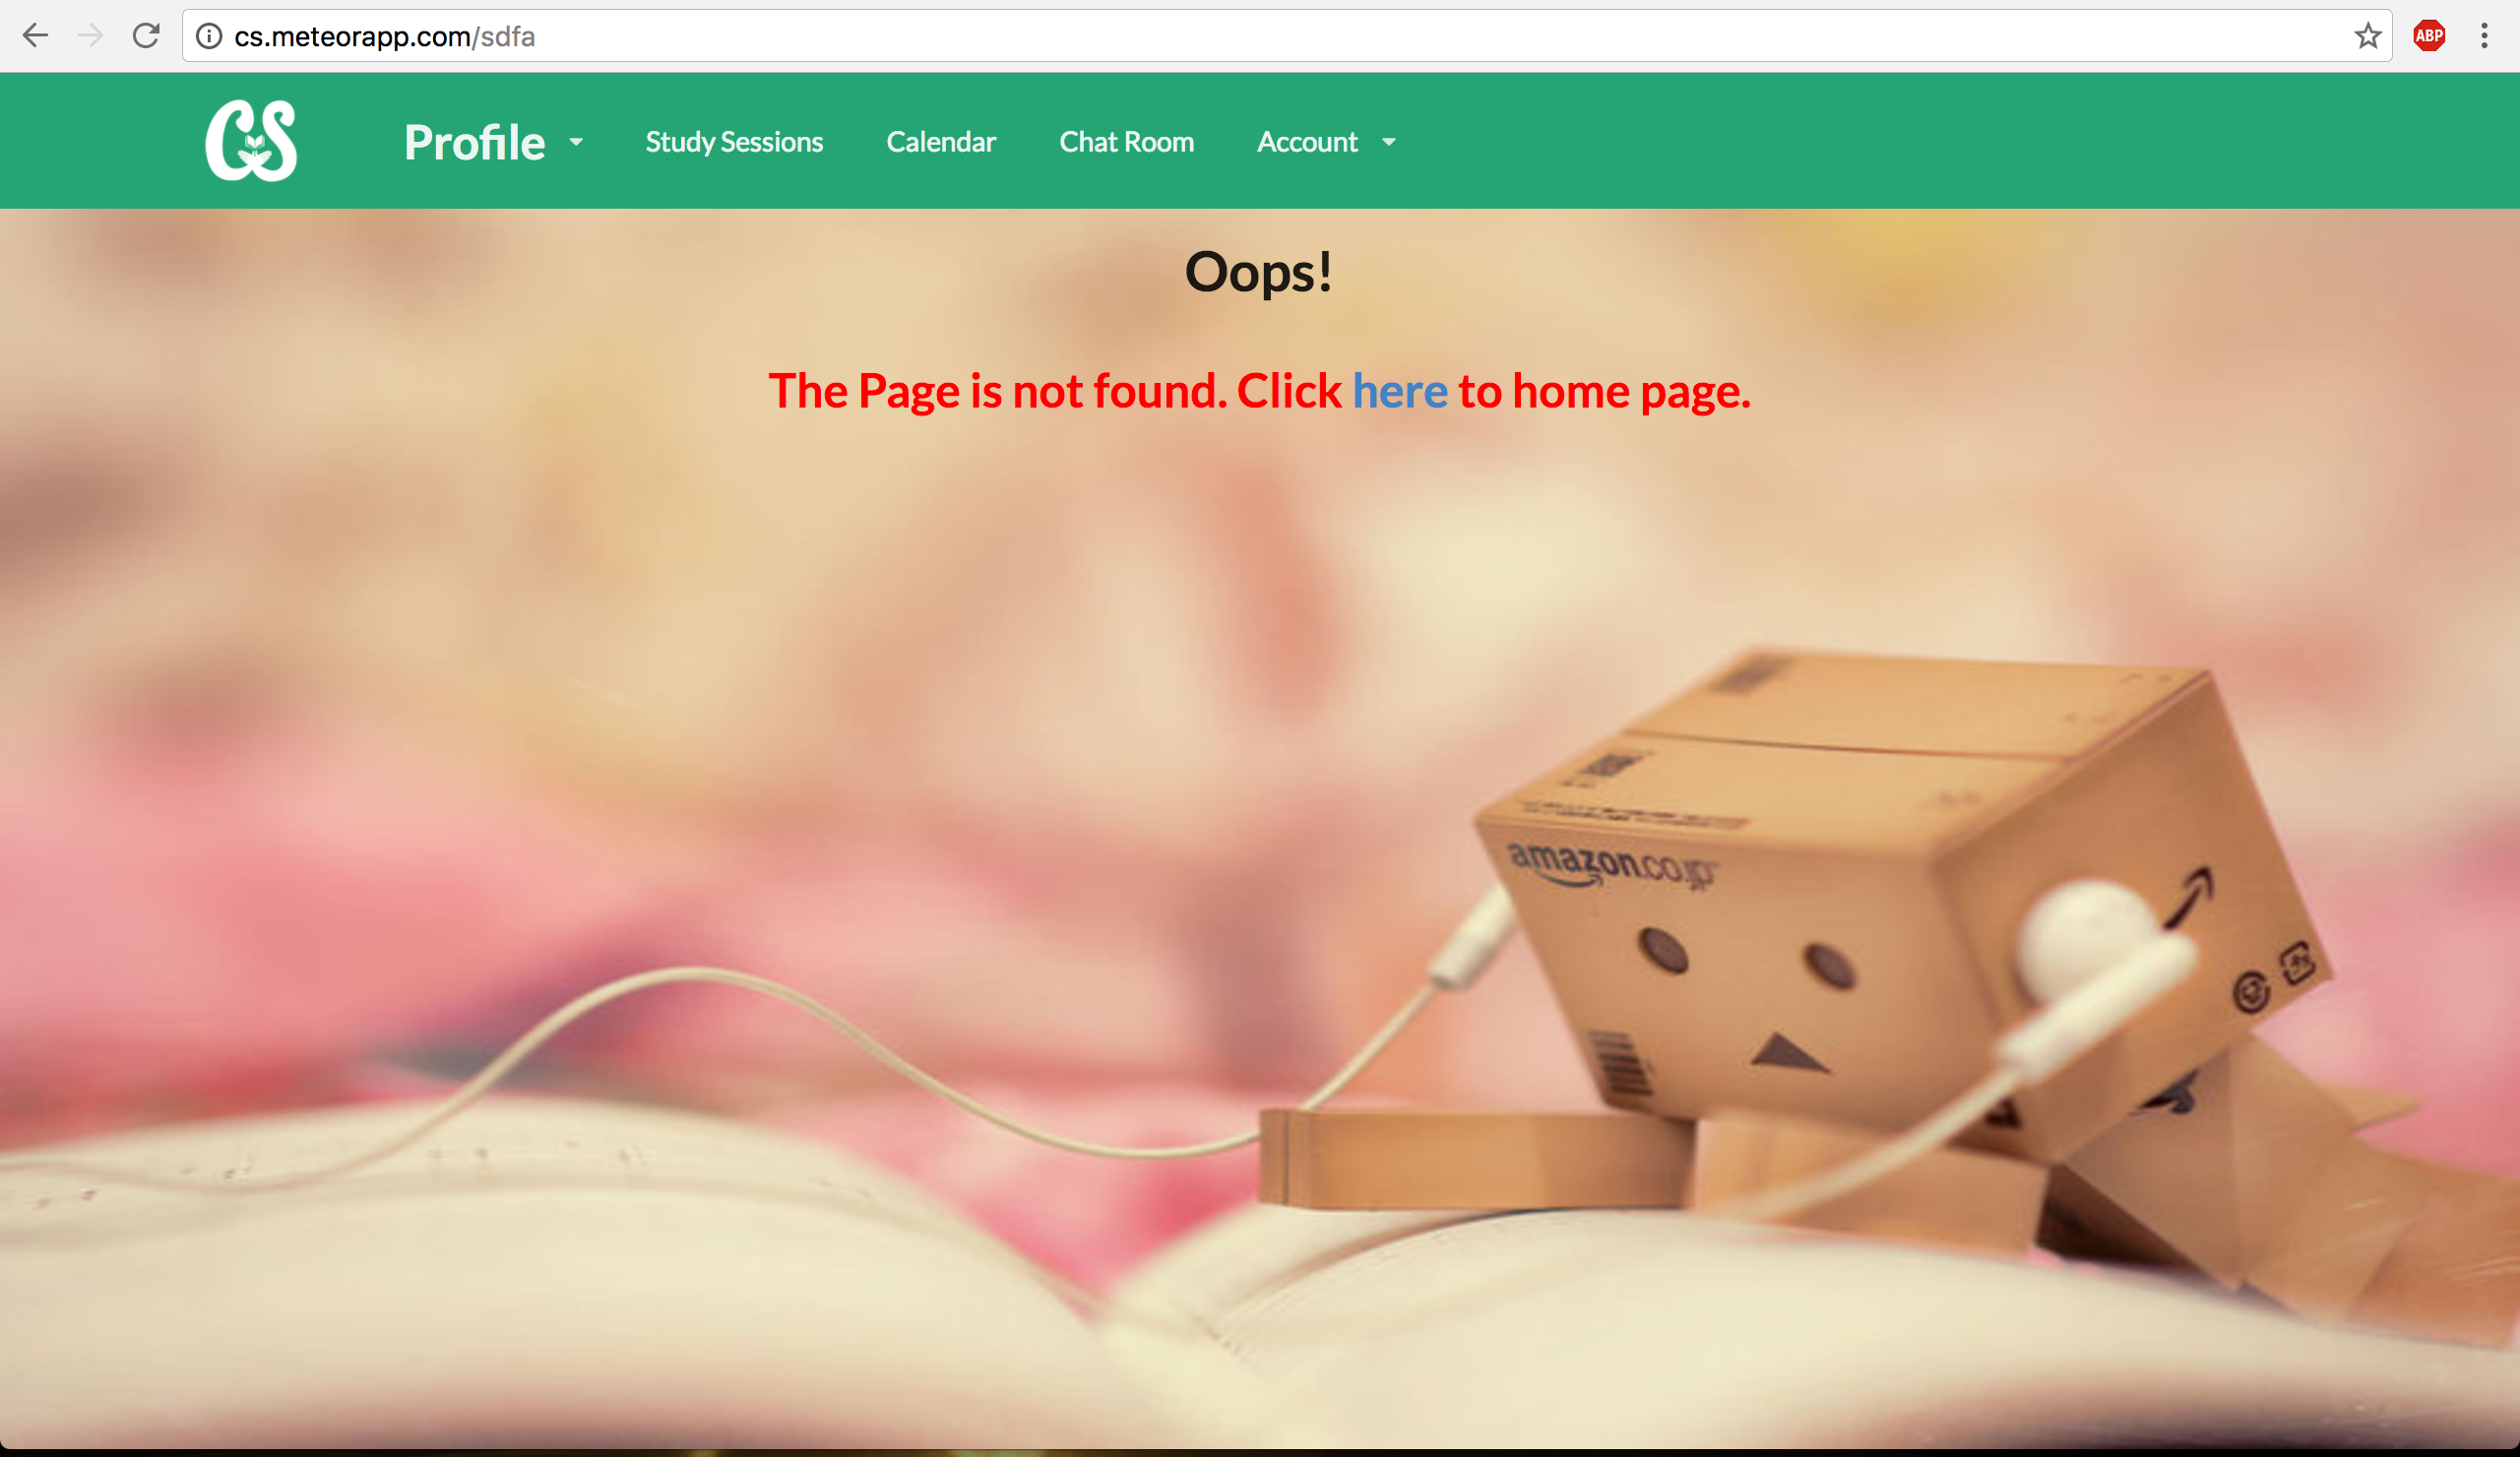 cs.meteorapp.com/sdfa
ABP
CS
Profile
Study Sessions
Calendar
Chat Room
Account
Oops!
The Page is not found. Click here to home page.
amazon.co.jp